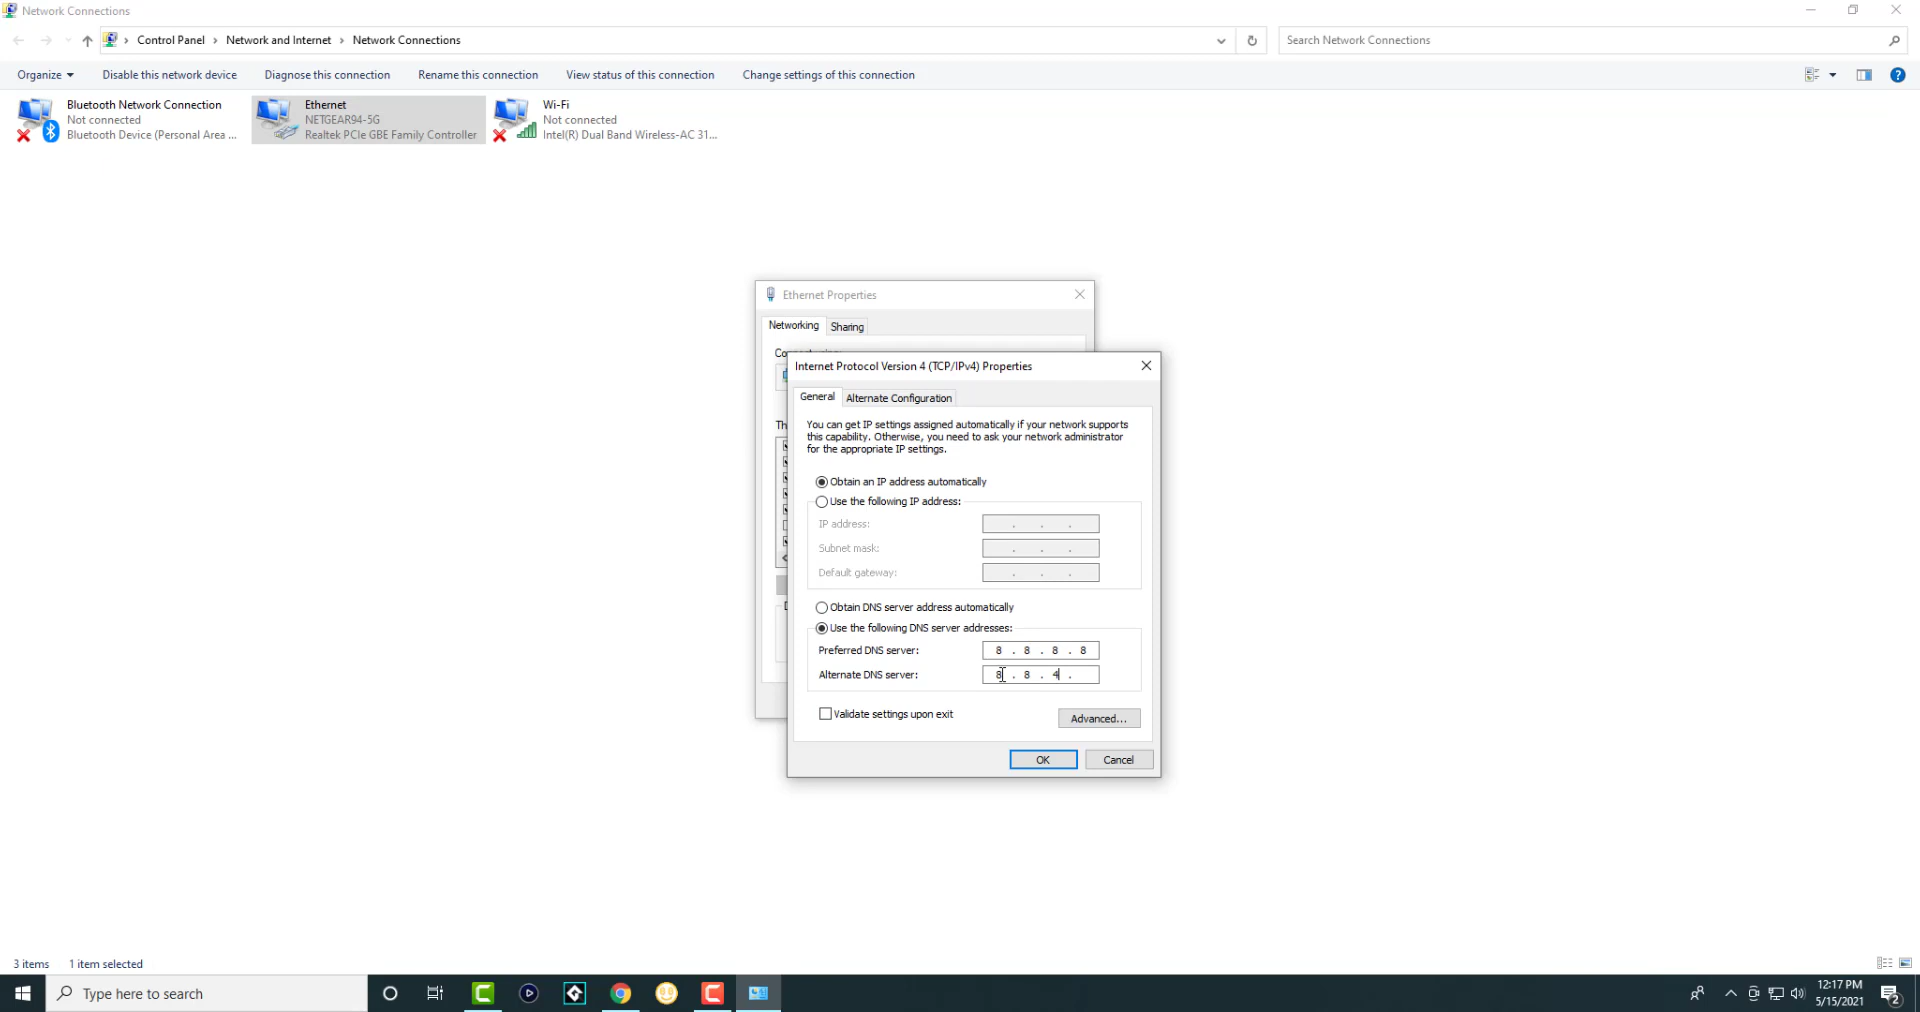 Network Connections
Control Panel › Network and Internet › Network Connections
Search Network Connections
Organize Disable this network device Diagnose this connection Rename this connection View status of this connection Change settings of this connection
Bluetooth Network Connection
Not connected
Bluetooth Device (Personal Area ...
Ethernet
NETGEAR94-5G
Realtek PCIe GBE Family Controller
Wi-Fi
Not connected
Intel(R) Dual Band Wireless-AC 31...
Ethernet Properties
Networking Sharing
Internet Protocol Version 4 (TCP/IPv4) Properties
General Alternate Configuration
You can get IP settings assigned automatically if your network supports
this capability. Otherwise, you need to ask your network administrator
for the appropriate IP settings.
Obtain an IP address automatically
Use the following IP address:
IP address: . . .
Subnet mask: . . .
Default gateway: . . .
Obtain DNS server address automatically
Use the following DNS server addresses:
Preferred DNS server: 8 . 8 . 8 . 8
Alternate DNS server: 8 . 8 . 4 .
Validate settings upon exit
Advanced...
OK Cancel
3 items 1 item selected
Type here to search
12:17 PM
5/15/2021
2